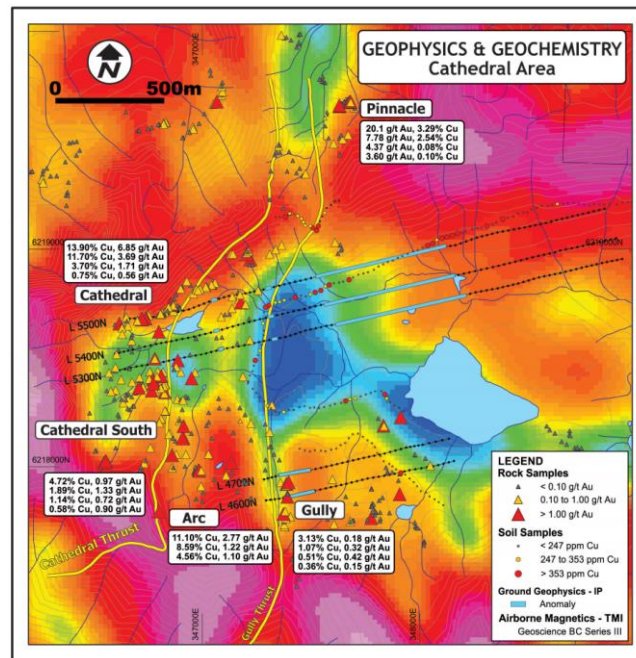 GEOPHYSICS & GEOCHEMISTRY
Cathedral Area
N
0 500m
347000E
Pinnacle
20.1 g/t Au, 3.29% Cu
7.78 g/t Au, 2.54% Cu
4.37 g/t Au, 0.08% Cu
3.60 g/t Au, 0.10% Cu
6219000N
13.90% Cu, 6.85 g/t Au
11.70% Cu, 3.69 g/t Au
3.70% Cu, 1.71 g/t Au
0.75% Cu, 0.56 g/t Au
Cathedral
L 5500N
L 5400N
L 5300N
Cathedral South
6218000N
4.72% Cu, 0.97 g/t Au
1.89% Cu, 1.33 g/t Au
1.14% Cu, 0.72 g/t Au
0.58% Cu, 0.90 g/t Au
Cathedral Thrust
L 4700N
L 4600N
Arc
11.10% Cu, 2.77 g/t Au
8.59% Cu, 1.22 g/t Au
4.56% Cu, 1.10 g/t Au
Gully
3.13% Cu, 0.18 g/t Au
1.07% Cu, 0.32 g/t Au
0.51% Cu, 0.42 g/t Au
0.36% Cu, 0.15 g/t Au
Gully Thrust
347000E
348000E
LEGEND
Rock Samples
< 0.10 g/t Au
0.10 to 1.00 g/t Au
> 1.00 g/t Au
Soil Samples
< 247 ppm Cu
247 to 353 ppm Cu
> 353 ppm Cu
Ground Geophysics - IP
Anomaly
Airborne Magnetics - TMI
Geoscience BC Series III